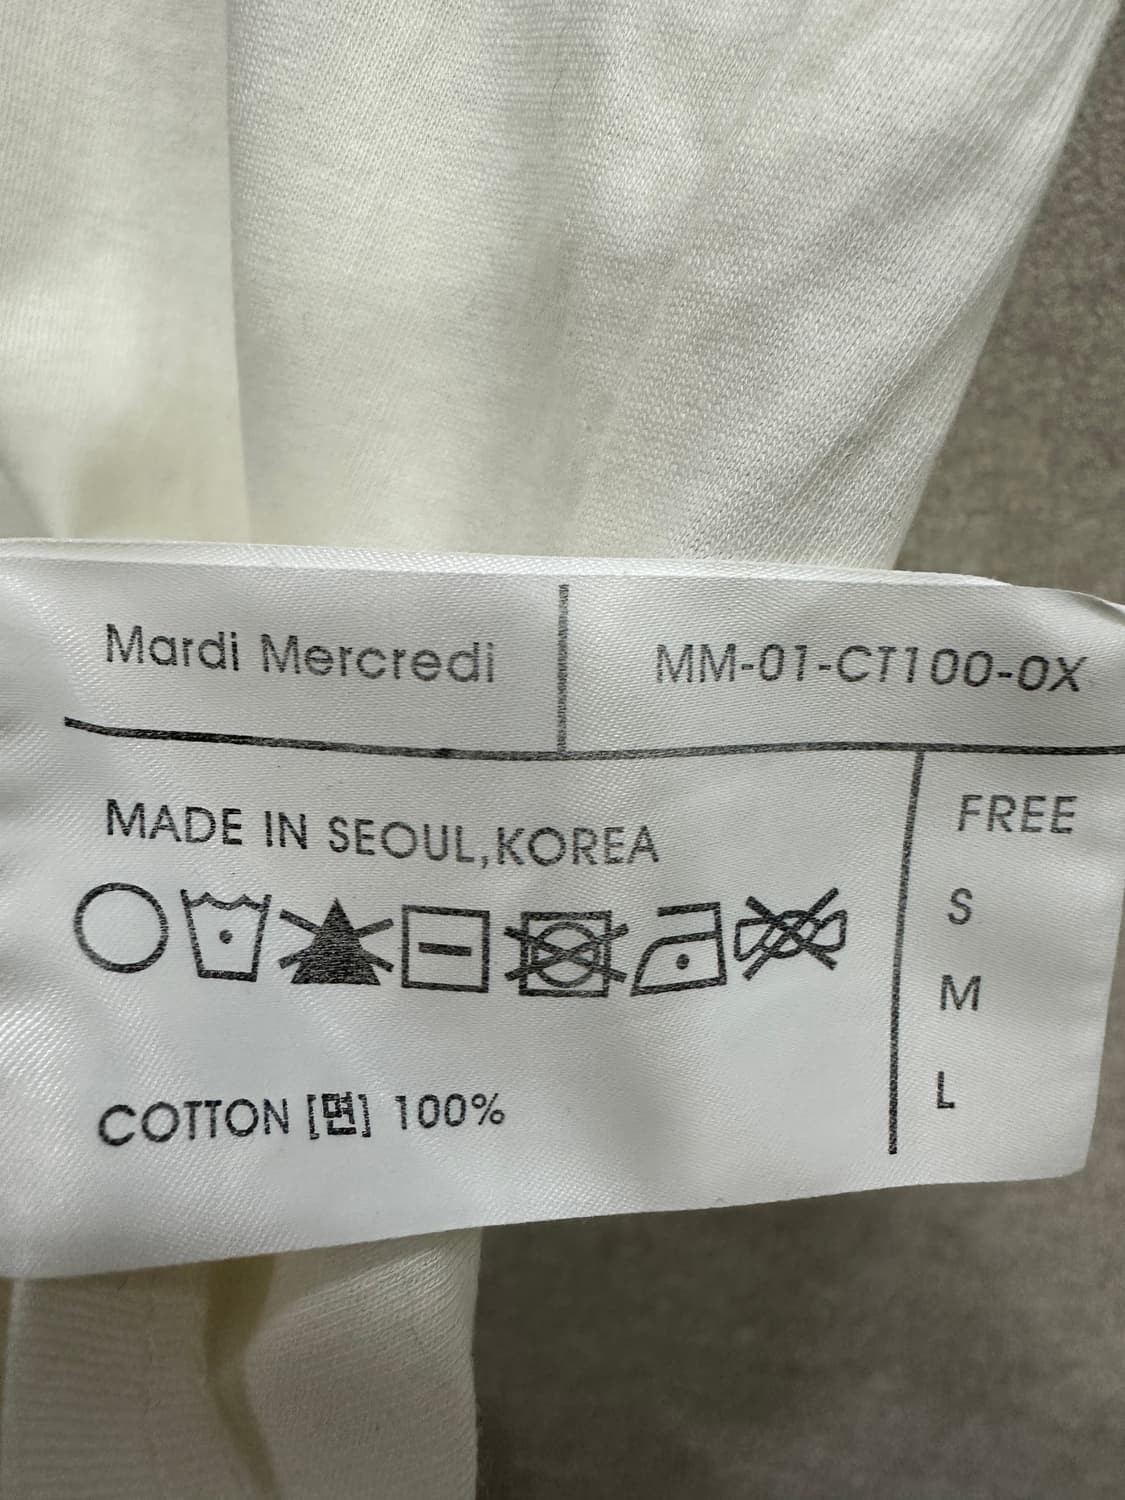 Mardi Mercredi
MM-01-CT100-0X
MADE IN SEOUL,KOREA
FREE
S
M
L
COTTON [면] 100%